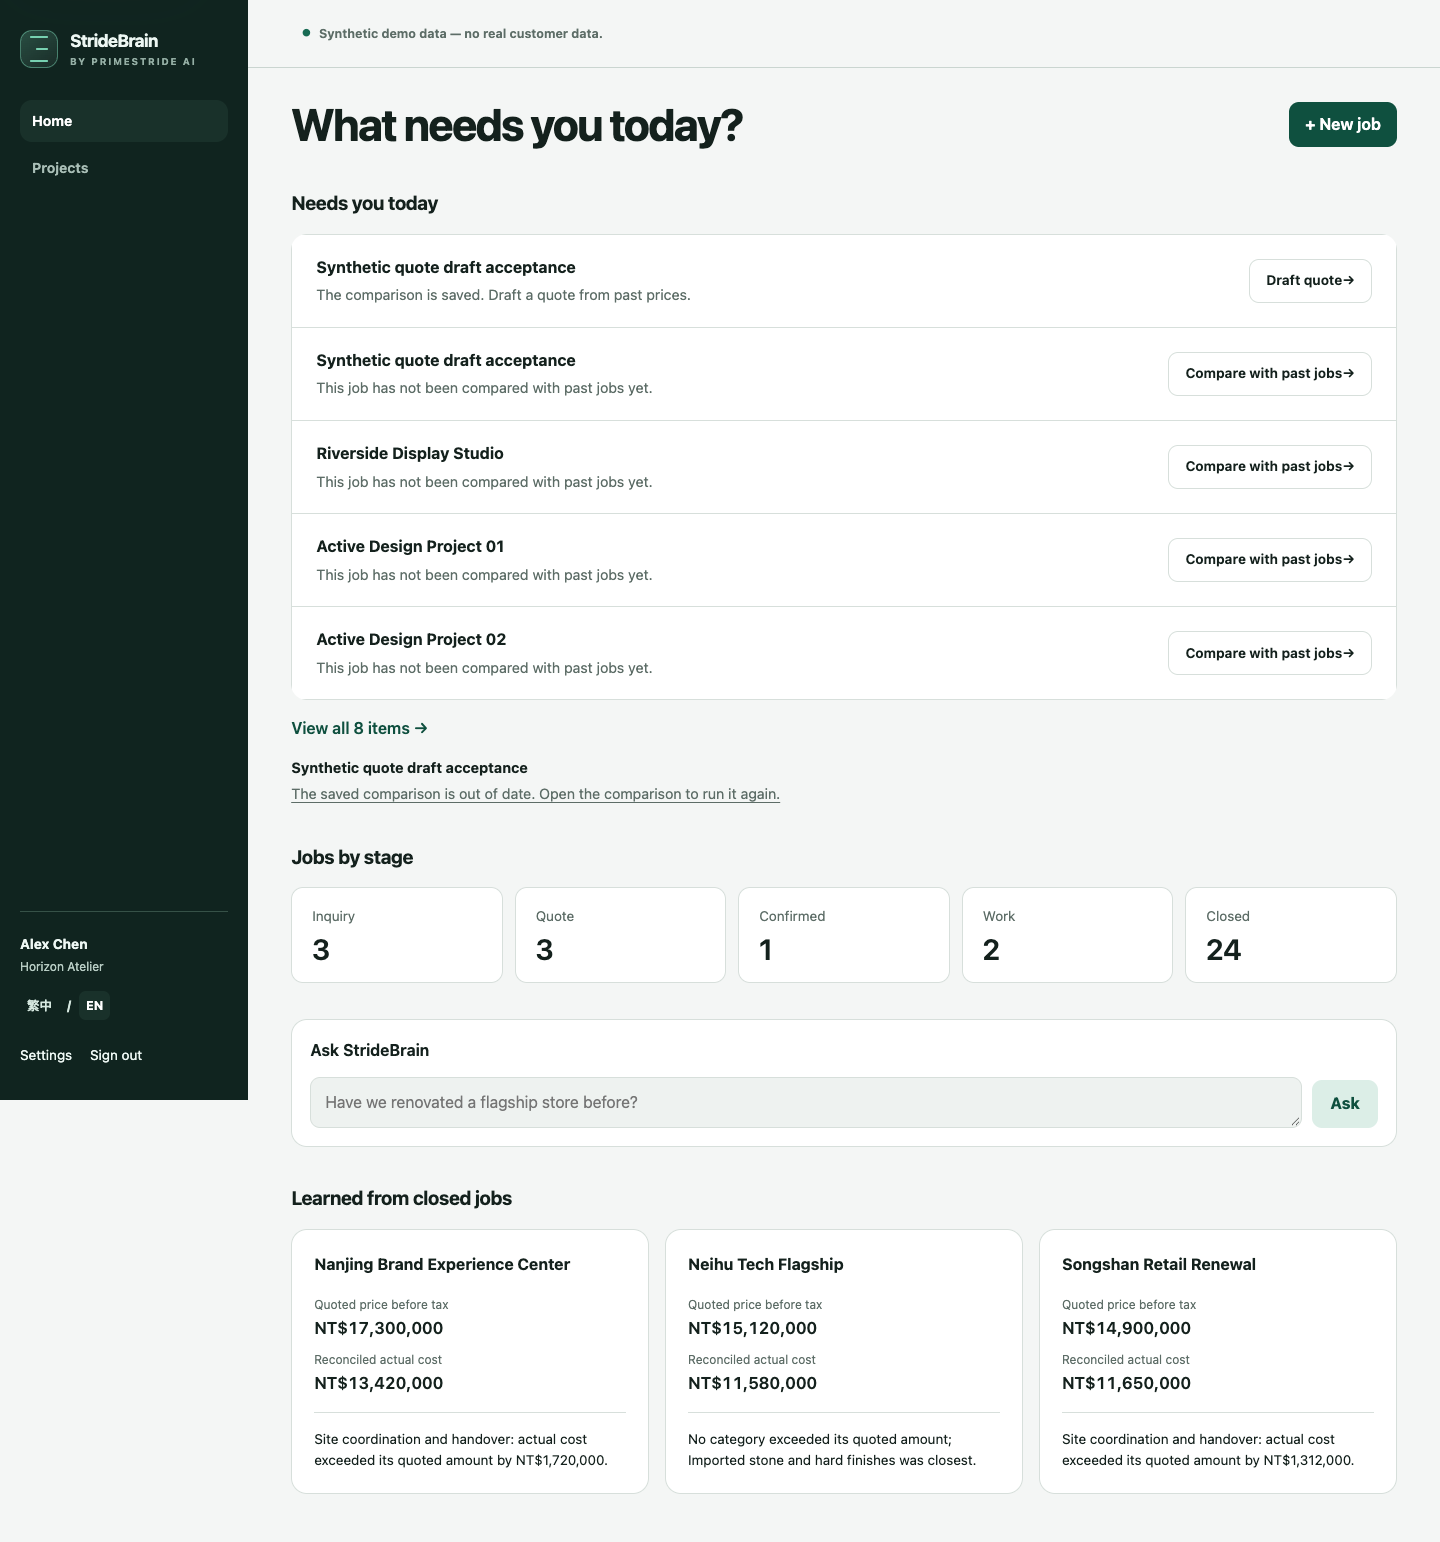 StrideBrain
BY PRIMESTRIDE AI
Home
Projects
Alex Chen
Horizon Atelier
繁中 / EN
Settings Sign out
Synthetic demo data — no real customer data.
What needs you today?
+ New job
Needs you today
Synthetic quote draft acceptance
The comparison is saved. Draft a quote from past prices.
Draft quote→
Synthetic quote draft acceptance
This job has not been compared with past jobs yet.
Compare with past jobs→
Riverside Display Studio
This job has not been compared with past jobs yet.
Compare with past jobs→
Active Design Project 01
This job has not been compared with past jobs yet.
Compare with past jobs→
Active Design Project 02
This job has not been compared with past jobs yet.
Compare with past jobs→
View all 8 items →
Synthetic quote draft acceptance
The saved comparison is out of date. Open the comparison to run it again.
Jobs by stage
Inquiry
3
Quote
3
Confirmed
1
Work
2
Closed
24
Ask StrideBrain
Have we renovated a flagship store before?
Ask
Learned from closed jobs
Nanjing Brand Experience Center
Quoted price before tax
NT$17,300,000
Reconciled actual cost
NT$13,420,000
Site coordination and handover: actual cost
exceeded its quoted amount by NT$1,720,000.
Neihu Tech Flagship
Quoted price before tax
NT$15,120,000
Reconciled actual cost
NT$11,580,000
No category exceeded its quoted amount;
Imported stone and hard finishes was closest.
Songshan Retail Renewal
Quoted price before tax
NT$14,900,000
Reconciled actual cost
NT$11,650,000
Site coordination and handover: actual cost
exceeded its quoted amount by NT$1,312,000.